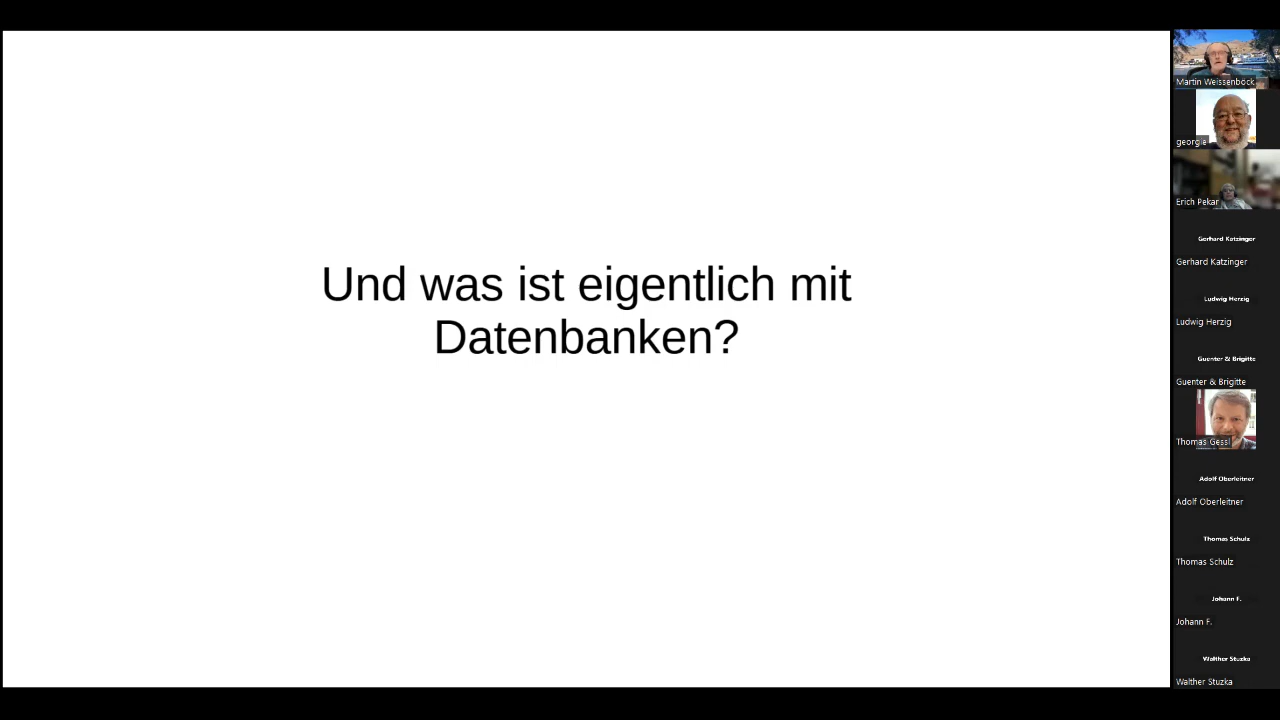 Und was ist eigentlich mit
Datenbanken?
Martin Weissenböck
georgie
Erich Pekar
Gerhard Katzinger
Gerhard Katzinger
Ludwig Herzig
Ludwig Herzig
Guenter & Brigitte
Guenter & Brigitte
Thomas Gessl
Adolf Oberleitner
Adolf Oberleitner
Thomas Schulz
Thomas Schulz
Johann F.
Johann F.
Walther Stuzka
Walther Stuzka